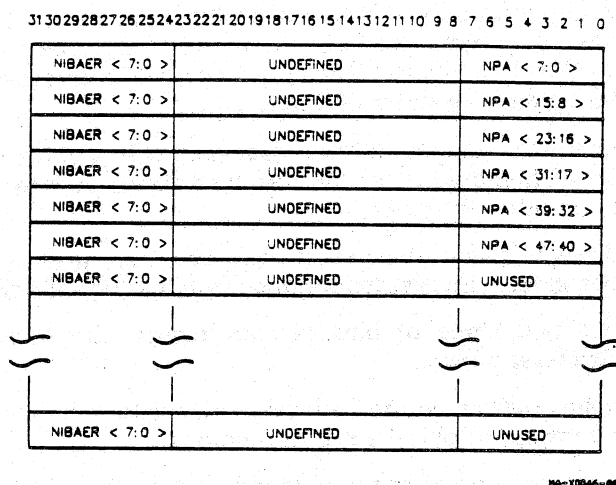 31 30 29 28 27 26 25 24 23 22 21 20 19 18 17 16 15 14 13 12 11 10 9 8 7 6 5 4 3 2 1 0
NIBAER < 7:0 > UNDEFINED NPA < 7:0 >
NIBAER < 7:0 > UNDEFINED NPA < 15:8 >
NIBAER < 7:0 > UNDEFINED NPA < 23:16 >
NIBAER < 7:0 > UNDEFINED NPA < 31:17 >
NIBAER < 7:0 > UNDEFINED NPA < 39:32 >
NIBAER < 7:0 > UNDEFINED NPA < 47:40 >
NIBAER < 7:0 > UNDEFINED UNUSED
NIBAER < 7:0 > UNDEFINED UNUSED